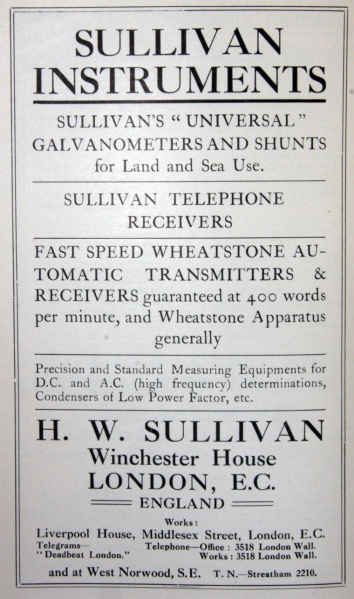 SULLIVAN
INSTRUMENTS
SULLIVAN'S "UNIVERSAL"
GALVANOMETERS AND SHUNTS
for Land and Sea Use.
SULLIVAN TELEPHONE
RECEIVERS
FAST SPEED WHEATSTONE AU-
TOMATIC TRANSMITTERS &
RECEIVERS guaranteed at 400 words
per minute, and Wheatstone Apparatus
generally
Precision and Standard Measuring Equipments for
D.C. and A.C. (high frequency) determinations,
Condensers of Low Power Factor, etc.
H. W. SULLIVAN
Winchester House
LONDON, E.C.
ENGLAND
Works:
Liverpool House, Middlesex Street, London, E.C.
Telegrams— Telephone—Office: 3518 London Wall.
"Deadbeat London." Works: 3518 London Wall.
and at West Norwood, S.E. T. N.—Streatham 2210.